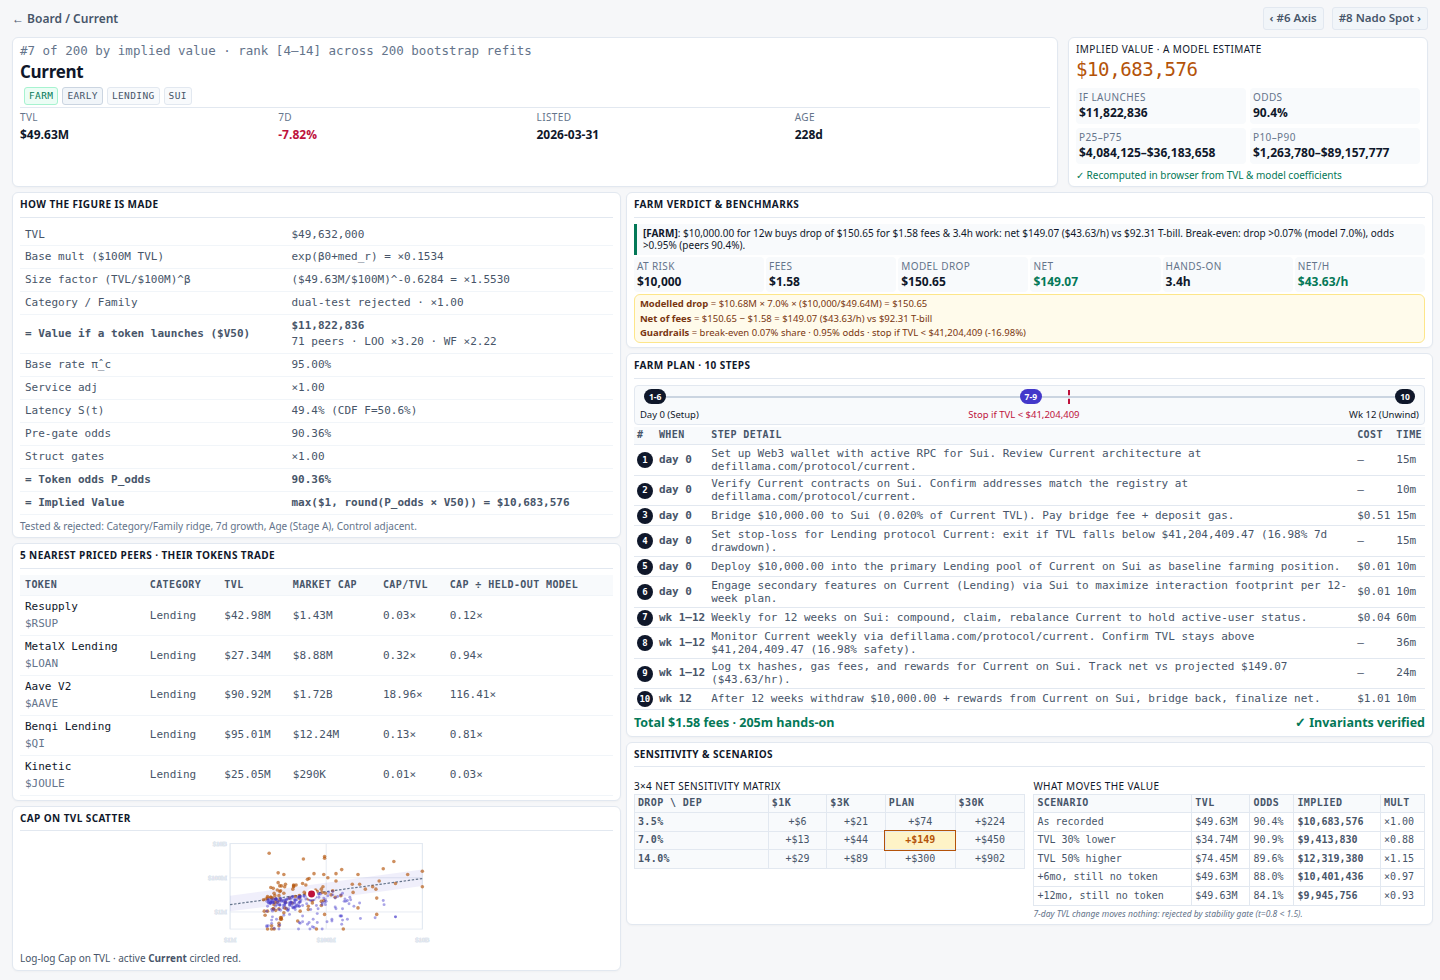 ← Board / Current
‹ #6 Axis
#8 Nado Spot ›
#7 of 200 by implied value · rank [4–14] across 200 bootstrap refits
Current
FARM EARLY LENDING SUI
TVL 7D LISTED AGE
$49.63M -7.82% 2026-03-31 228d
IMPLIED VALUE · A MODEL ESTIMATE
$10,683,576
IF LAUNCHES ODDS
$11,822,836 90.4%
P25–P75 P10–P90
$4,084,125–$36,183,658 $1,263,780–$89,157,777
✓ Recomputed in browser from TVL & model coefficients
HOW THE FIGURE IS MADE
TVL $49,632,000
Base mult ($100M TVL) exp(β0+med_r) = ×0.1534
Size factor (TVL/$100M)^β ($49.63M/$100M)^-0.6284 = ×1.5530
Category / Family dual-test rejected · ×1.00
= Value if a token launches ($V50) $11,822,836
71 peers · LOO ×3.20 · WF ×2.22
Base rate π̂_c 95.00%
Service adj ×1.00
Latency S(t) 49.4% (CDF F=50.6%)
Pre-gate odds 90.36%
Struct gates ×1.00
= Token odds P_odds 90.36%
= Implied Value max($1, round(P_odds × V50)) = $10,683,576
Tested & rejected: Category/Family ridge, 7d growth, Age (Stage A), Control adjacent.
5 NEAREST PRICED PEERS · THEIR TOKENS TRADE
TOKEN CATEGORY TVL MARKET CAP CAP/TVL CAP ÷ HELD-OUT MODEL
Resupply
$RSUP Lending $42.98M $1.43M 0.03× 0.12×
MetalX Lending
$LOAN Lending $27.34M $8.88M 0.32× 0.94×
Aave V2
$AAVE Lending $90.92M $1.72B 18.96× 116.41×
Benqi Lending
$QI Lending $95.01M $12.24M 0.13× 0.81×
Kinetic
$JOULE Lending $25.05M $290K 0.01× 0.03×
CAP ON TVL SCATTER
Log-log Cap on TVL · active Current circled red.
FARM VERDICT & BENCHMARKS
[FARM]: $10,000.00 for 12w buys drop of $150.65 for $1.58 fees & 3.4h work: net $149.07 ($43.63/h) vs $92.31 T-bill. Break-even: drop >0.07% (model 7.0%), odds
>0.95% (peers 90.4%).
AT RISK FEES MODEL DROP NET HANDS-ON NET/H
$10,000 $1.58 $150.65 $149.07 3.4h $43.63/h
Modelled drop = $10.68M × 7.0% × ($10,000/$49.64M) = $150.65
Net of fees = $150.65 − $1.58 = $149.07 ($43.63/h) vs $92.31 T-bill
Guardrails = break-even 0.07% share · 0.95% odds · stop if TVL < $41,204,409 (-16.98%)
FARM PLAN · 10 STEPS
1-6 7-9 10
Day 0 (Setup) Stop if TVL < $41,204,409 Wk 12 (Unwind)
# WHEN STEP DETAIL COST TIME
1 day 0 Set up Web3 wallet with active RPC for Sui. Review Current architecture at
defillama.com/protocol/current. — 15m
2 day 0 Verify Current contracts on Sui. Confirm addresses match the registry at
defillama.com/protocol/current. — 10m
3 day 0 Bridge $10,000.00 to Sui (0.020% of Current TVL). Pay bridge fee + deposit gas. $0.51 15m
4 day 0 Set stop-loss for Lending protocol Current: exit if TVL falls below $41,204,409.47 (16.98% 7d
drawdown). — 15m
5 day 0 Deploy $10,000.00 into the primary Lending pool of Current on Sui as baseline farming position. $0.01 10m
6 day 0 Engage secondary features on Current (Lending) via Sui to maximize interaction footprint per 12-
week plan. $0.01 10m
7 wk 1–12 Weekly for 12 weeks on Sui: compound, claim, rebalance Current to hold active-user status. $0.04 60m
8 wk 1–12 Monitor Current weekly via defillama.com/protocol/current. Confirm TVL stays above
$41,204,409.47 (16.98% safety). — 36m
9 wk 1–12 Log tx hashes, gas fees, and rewards for Current on Sui. Track net vs projected $149.07
($43.63/hr). — 24m
10 wk 12 After 12 weeks withdraw $10,000.00 + rewards from Current on Sui, bridge back, finalize net. $1.01 10m
Total $1.58 fees · 205m hands-on ✓ Invariants verified
SENSITIVITY & SCENARIOS
3×4 NET SENSITIVITY MATRIX
DROP \ DEP $1K $3K PLAN $30K
3.5% +$6 +$21 +$74 +$224
7.0% +$13 +$44 +$149 +$450
14.0% +$29 +$89 +$300 +$902
WHAT MOVES THE VALUE
SCENARIO TVL ODDS IMPLIED MULT
As recorded $49.63M 90.4% $10,683,576 ×1.00
TVL 30% lower $34.74M 90.9% $9,413,830 ×0.88
TVL 50% higher $74.45M 89.6% $12,319,380 ×1.15
+6mo, still no token $49.63M 88.0% $10,401,436 ×0.97
+12mo, still no token $49.63M 84.1% $9,945,756 ×0.93
7-day TVL change moves nothing: rejected by stability gate (t=0.8 < 1.5).